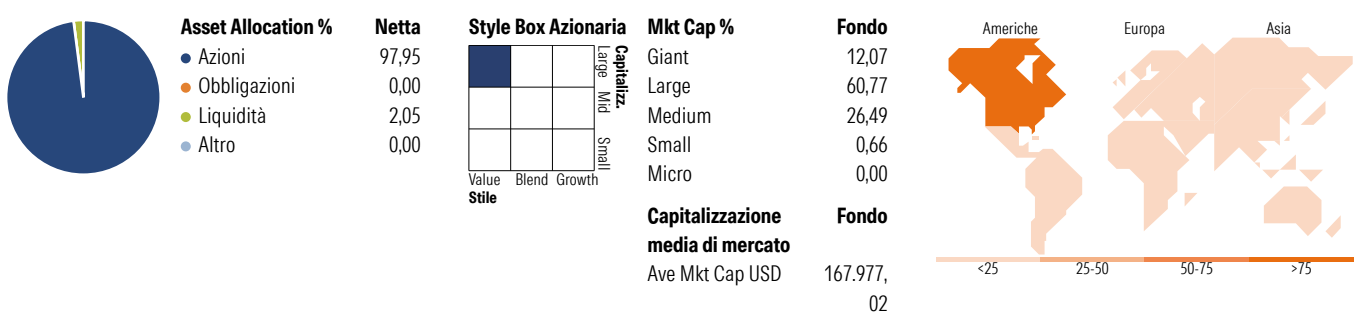 Asset Allocation % Netta
Azioni 97,95
Obbligazioni 0,00
Liquidità 2,05
Altro 0,00
Style Box Azionaria
Capitalizz.
Large Mid Small
Value Blend Growth
Stile
Mkt Cap % Fondo
Giant 12,07
Large 60,77
Medium 26,49
Small 0,66
Micro 0,00
Capitalizzazione Fondo
media di mercato
Ave Mkt Cap USD 167.977,
02
Americhe Europa Asia
<25 25-50 50-75 >75